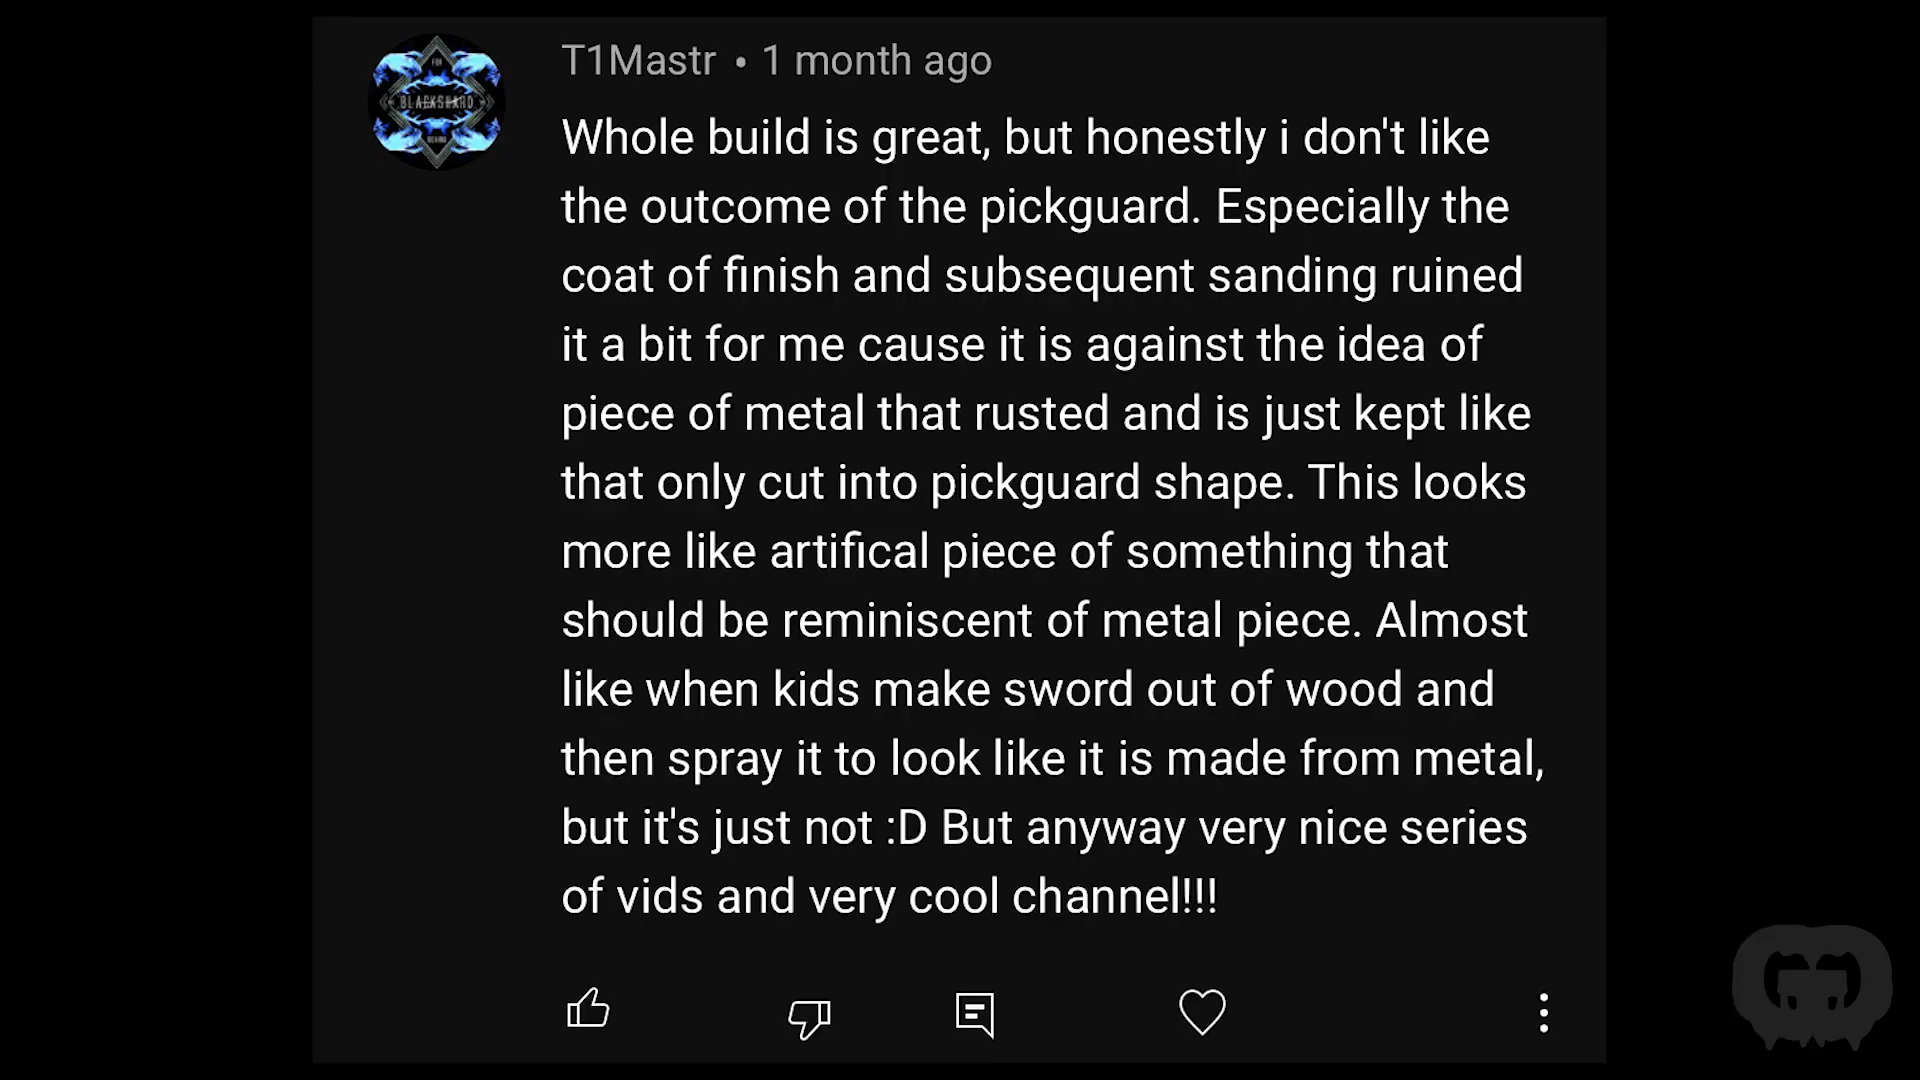 T1Mastr • 1 month ago
Whole build is great, but honestly i don't like
the outcome of the pickguard. Especially the
coat of finish and subsequent sanding ruined
it a bit for me cause it is against the idea of
piece of metal that rusted and is just kept like
that only cut into pickguard shape. This looks
more like artifical piece of something that
should be reminiscent of metal piece. Almost
like when kids make sword out of wood and
then spray it to look like it is made from metal,
but it's just not :D But anyway very nice series
of vids and very cool channel!!!